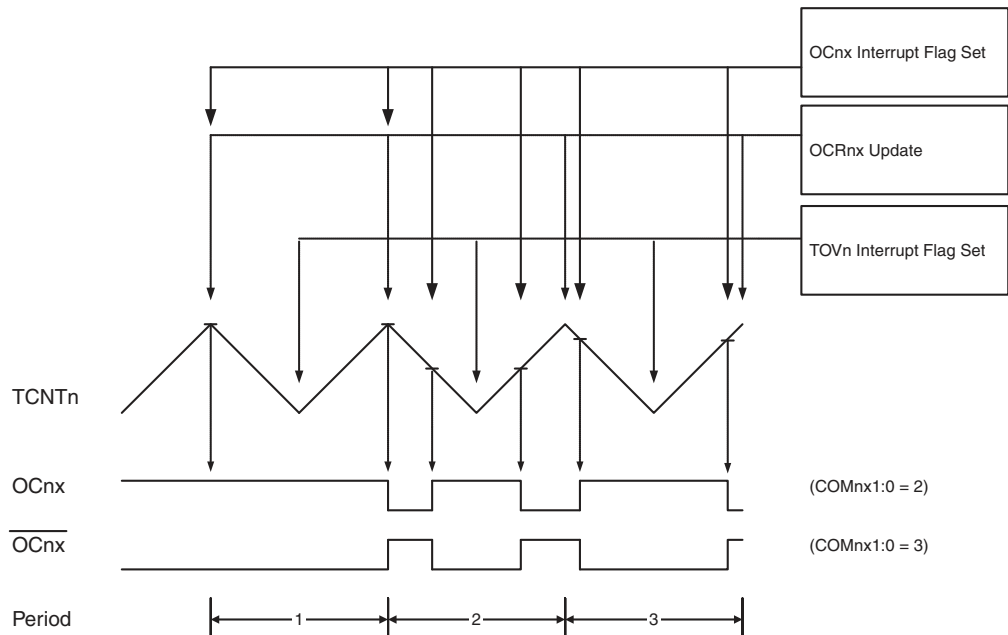 OCnx Interrupt Flag Set
OCRnx Update
TOVn Interrupt Flag Set
TCNTn
OCnx (COMnx1:0 = 2)
OCnx (COMnx1:0 = 3)
Period 1 2 3